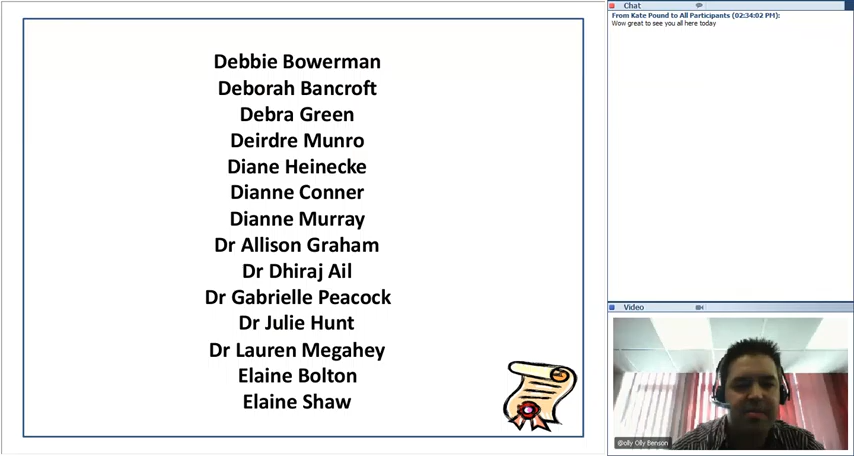 Debbie Bowerman
Deborah Bancroft
Debra Green
Deirdre Munro
Diane Heinecke
Dianne Conner
Dianne Murray
Dr Allison Graham
Dr Dhiraj Ail
Dr Gabrielle Peacock
Dr Julie Hunt
Dr Lauren Megahey
Elaine Bolton
Elaine Shaw
Chat
From Kate Pound to All Participants (02:34:02 PM):
Wow great to see you all here today
Video
@olly Olly Benson